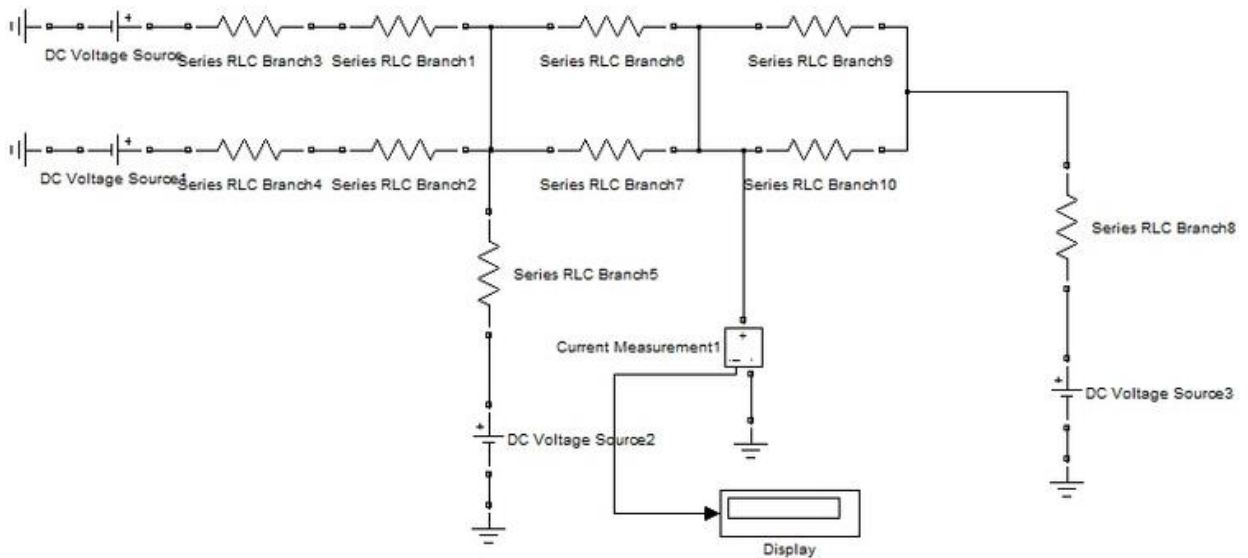 DC Voltage Source
Series RLC Branch3
Series RLC Branch1
Series RLC Branch6
Series RLC Branch9
DC Voltage Source1
Series RLC Branch4
Series RLC Branch2
Series RLC Branch7
Series RLC Branch10
Series RLC Branch8
Series RLC Branch5
Current Measurement1
DC Voltage Source3
DC Voltage Source2
Display